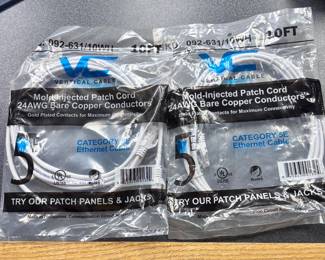 092-631/10WH 10FT
VERTICAL CABLE
Mold-Injected Patch Cord
24AWG Bare Copper Conductors
Gold Plated Contacts for Maximum Connectivity
CATEGORY 5E
Ethernet Cable
5E
TRY OUR PATCH PANELS & JACKS
092-631/10WH 10FT
VERTICAL CABLE
Mold-Injected Patch Cord
24AWG Bare Copper Conductors
Gold Plated Contacts for Maximum Connectivity
CATEGORY 5E
Ethernet Cable
5
TRY OUR PATCH PANELS & JACKS